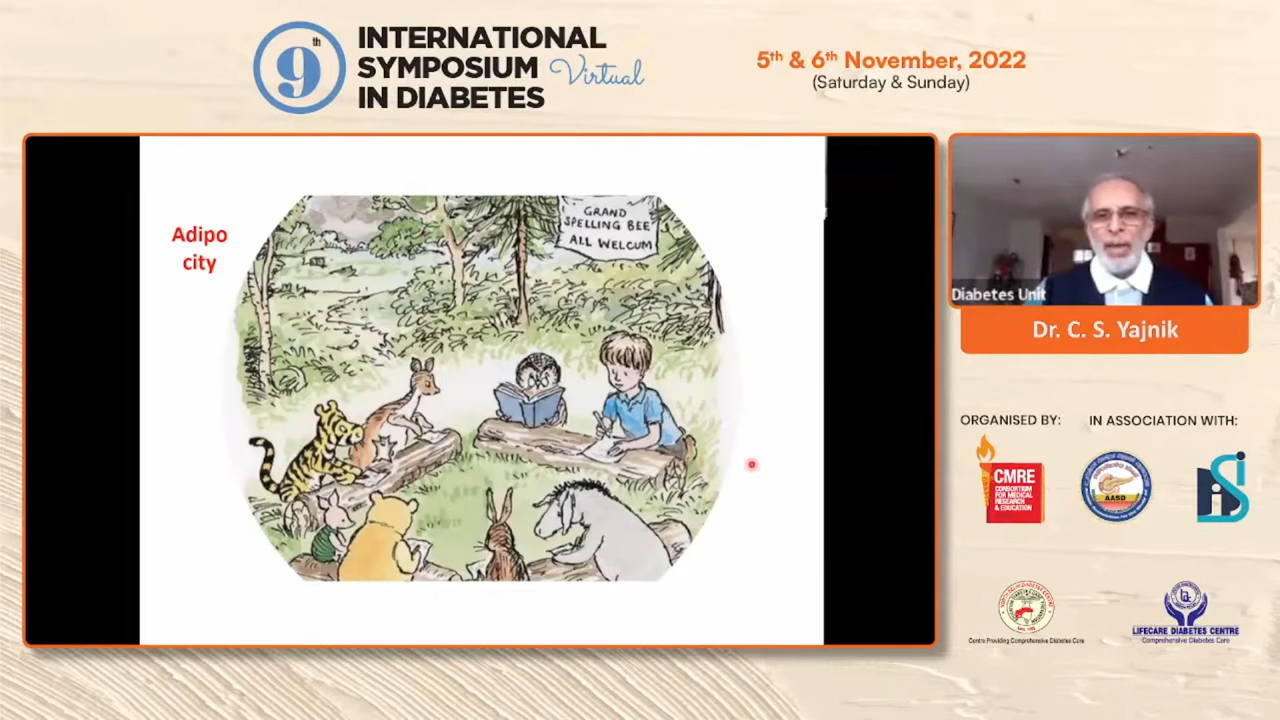 9
th
INTERNATIONAL
SYMPOSIUM Virtual
IN DIABETES
5th & 6th November, 2022
(Saturday & Sunday)
Adipo
city
GRAND
SPELLING BEE
ALL WELCUM
Diabetes Unit
Dr. C. S. Yajnik
ORGANISED BY: IN ASSOCIATION WITH:
CMRE
CONSORTIUM
FOR MEDICAL
RESEARCH
& EDUCATION
AASD
Centre Providing Comprehensive Diabetes Care
LIFECARE DIABETES CENTRE
Comprehensive Diabetes Care